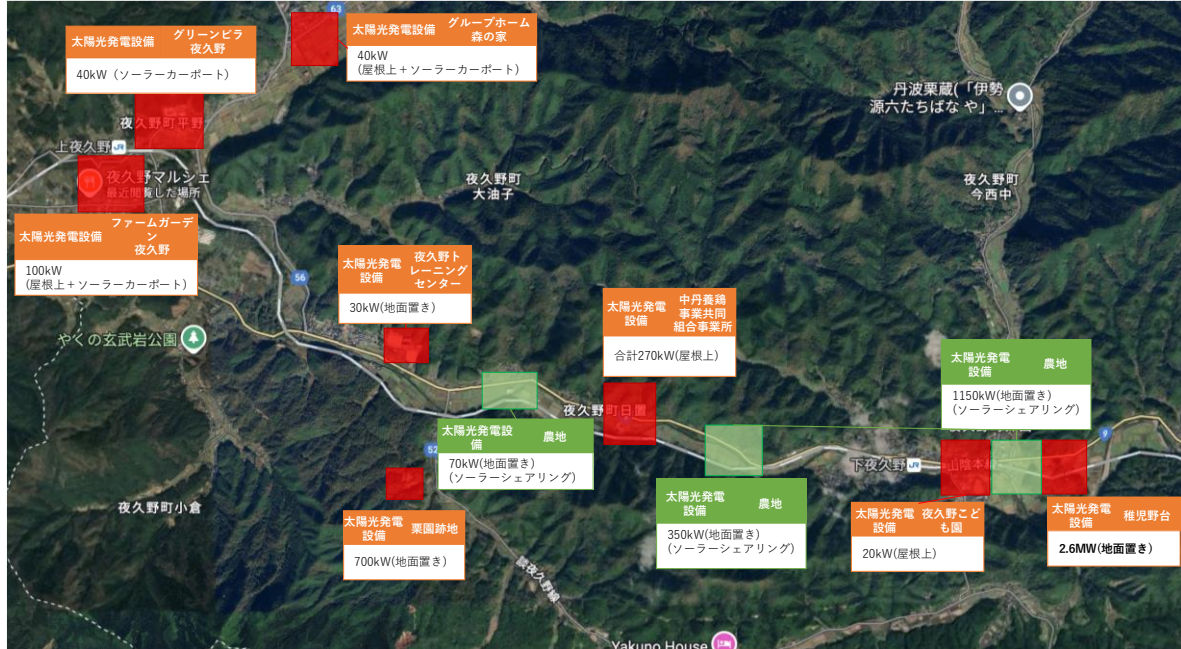 63
太陽光発電設備
グリーンビラ
夜久野
40kW（ソーラーカーポート）
太陽光発電設備
グループホーム
森の家
40kW
(屋根上＋ソーラーカーポート)
丹波栗蔵(「伊勢
源六たちばな や」...
夜久野町平野
上夜久野
JR
夜久野マルシェ
最近閲覧した場所
夜久野町
大油子
夜久野町
今西中
太陽光発電設備
ファームガーデ
ン
夜久野
100kW
(屋根上＋ソーラーカーポート)
56
太陽光発電
設備
夜久野ト
レーニング
センター
30kW(地面置き)
太陽光発電
設備
中丹養鶏
事業共同
組合事業所
合計270kW(屋根上)
やくの玄武岩公園
太陽光発電
設備
農地
1150kW(地面置き)
(ソーラーシェアリング)
夜久野町日置
太陽光発電設
備
農地
70kW(地面置き)
(ソーラーシェアリング)
52
9
下夜久野
JR
山陰本線
夜久野町小倉
太陽光発電
設備
栗園跡地
700kW(地面置き)
太陽光発電
設備
農地
350kW(地面置き)
(ソーラーシェアリング)
太陽光発電
設備
夜久野こど
も園
20kW(屋根上)
太陽光発電
設備
稚児野台
2.6MW(地面置き)
Yakuno House